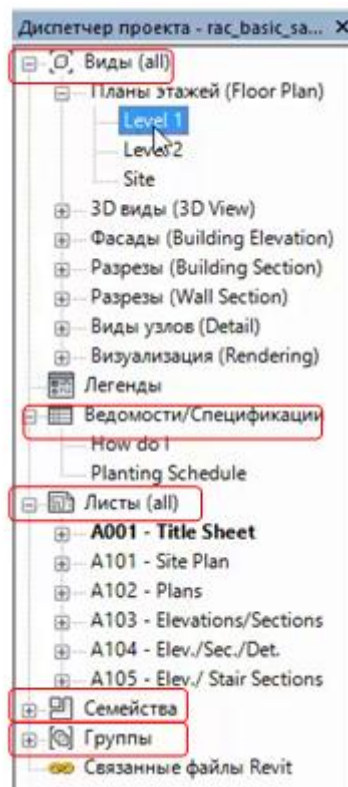 Диспетчер проекта - rac_basic_sa...
Виды (all)
Планы этажей (Floor Plan)
Level 1
Level 2
Site
3D виды (3D View)
Фасады (Building Elevation)
Разрезы (Building Section)
Разрезы (Wall Section)
Виды узлов (Detail)
Визуализация (Rendering)
Легенды
Ведомости/Спецификации
How do I
Planting Schedule
Листы (all)
A001 - Title Sheet
A101 - Site Plan
A102 - Plans
A103 - Elevations/Sections
A104 - Elev./Sec./Det.
A105 - Elev./ Stair Sections
Семейства
Группы
Связанные файлы Revit